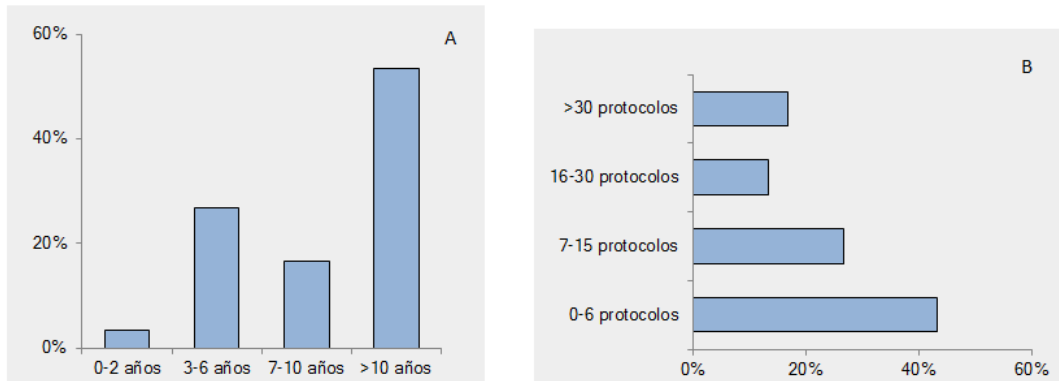 60%
A
40%
20%
0%
0-2 años 3-6 años 7-10 años >10 años
B
>30 protocolos
16-30 protocolos
7-15 protocolos
0-6 protocolos
0% 20% 40% 60%